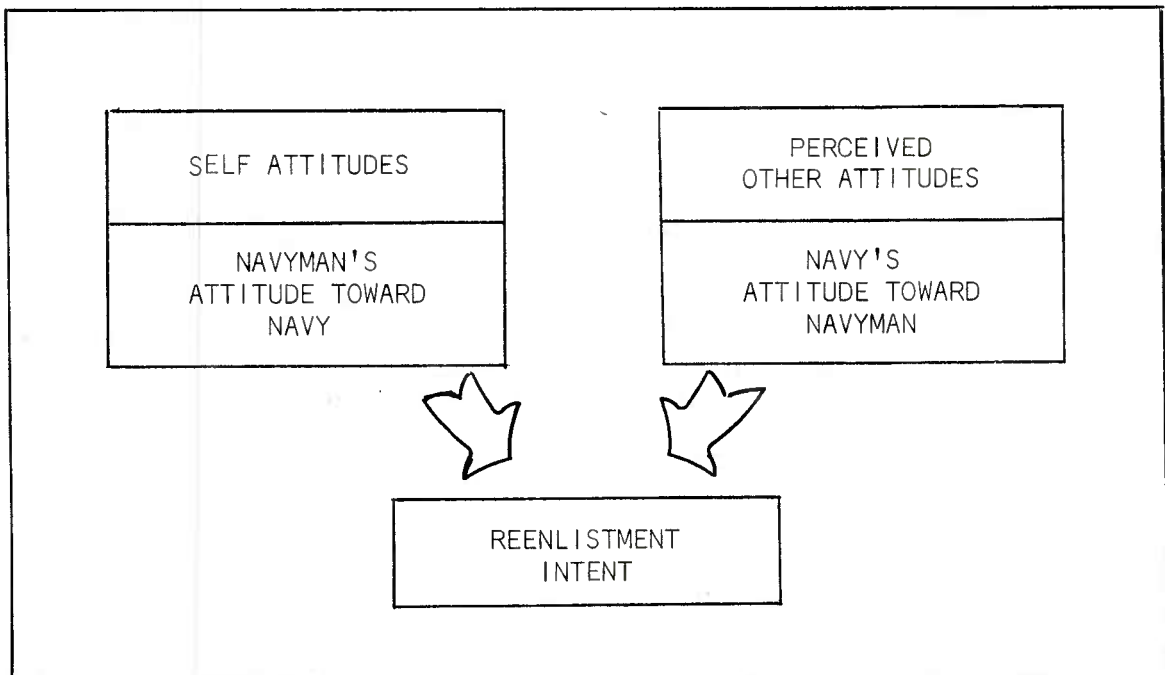 SELF ATTITUDES
NAVYMAN'S
ATTITUDE TOWARD
NAVY
PERCEIVED
OTHER ATTITUDES
NAVY'S
ATTITUDE TOWARD
NAVYMAN
REENLISTMENT
INTENT